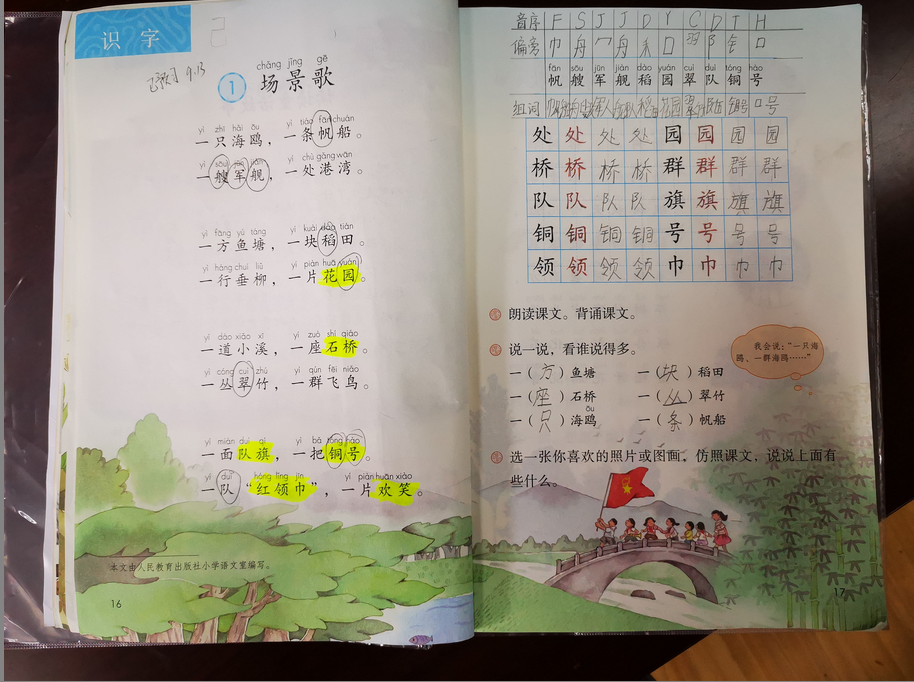 识字
已预习 9.13
chǎng jǐng gē
1 场景歌
yì zhī hǎi ōu yì tiáo fān chuán
一只海鸥，一条帆船。
yì sōu jūn jiàn yí chù gǎng wān
一艘军舰，一处港湾。
yì fāng yú táng yí kuài dào tián
一方鱼塘，一块稻田。
yì háng chuí liǔ yí piàn huā yuán
一行垂柳，一片花园。
yí dào xiǎo xī yí zuò shí qiáo
一道小溪，一座石桥。
yì cóng cuì zhú yì qún fēi niǎo
一丛翠竹，一群飞鸟。
yí miàn duì qí yì bǎ tóng hào
一面队旗，一把铜号。
yí duì hóng lǐng jīn yí piàn huān xiào
一队“红领巾”，一片欢笑。
本文由人民教育出版社小学语文室编写。
16
音序 F S J J D Y C D T H
偏旁 巾 舟 冖 舟 禾 囗 羽 阝 钅 口
fān sōu jūn jiàn dào yuán cuì duì tóng hào
帆 艘 军 舰 稻 园 翠 队 铜 号
组词 军人 稻田 花园 铜号 口号
处 处 处 处 园 园 园 园
桥 桥 桥 桥 群 群 群 群
队 队 队 队 旗 旗 旗 旗
铜 铜 铜 铜 号 号 号 号
领 领 领 领 巾 巾 巾 巾
朗读课文。背诵课文。
说一说，看谁说得多。
我会说：“一只海鸥、一群海鸥……”
一（方）鱼塘 一（块）稻田
一（座）石桥 一（丛）翠竹
ōu
一（只）海鸥 一（条）帆船
选一张你喜欢的照片或图画，仿照课文，说说上面有
些什么。
17